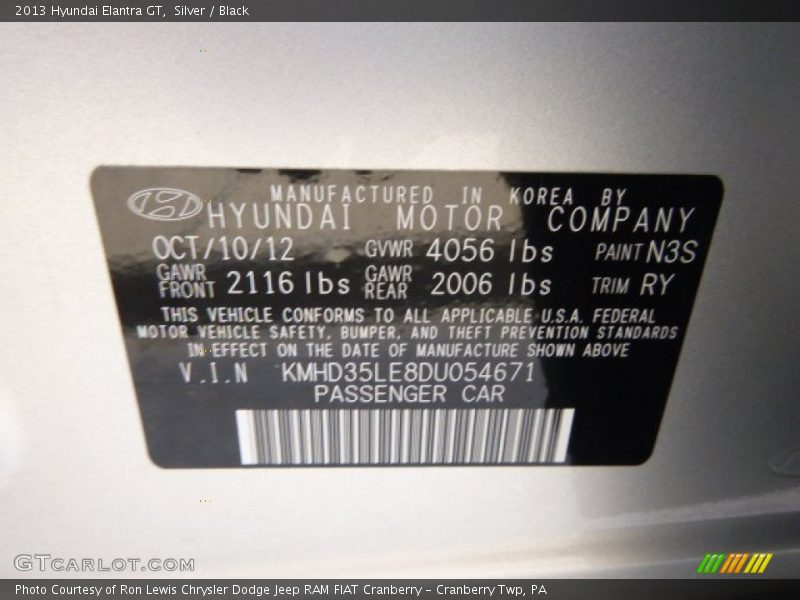 2013 Hyundai Elantra GT, Silver / Black
MANUFACTURED IN KOREA BY
HYUNDAI MOTOR COMPANY
OCT/10/12 GVWR 4056 lbs PAINT N3S
GAWR FRONT 2116 lbs GAWR REAR 2006 lbs TRIM RY
THIS VEHICLE CONFORMS TO ALL APPLICABLE U.S.A. FEDERAL
MOTOR VEHICLE SAFETY, BUMPER, AND THEFT PREVENTION STANDARDS
IN EFFECT ON THE DATE OF MANUFACTURE SHOWN ABOVE
V.I.N KMHD35LE8DU054671
PASSENGER CAR
GTCARLOT.COM
Photo Courtesy of Ron Lewis Chrysler Dodge Jeep RAM FIAT Cranberry - Cranberry Twp, PA